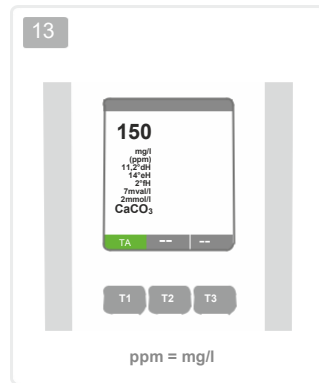 13
150
mg/l
(ppm)
11,2°dH
14°eH
2°fH
7mval/l
2mmol/l
CaCO₃
TA -- --
T1 T2 T3
ppm = mg/l